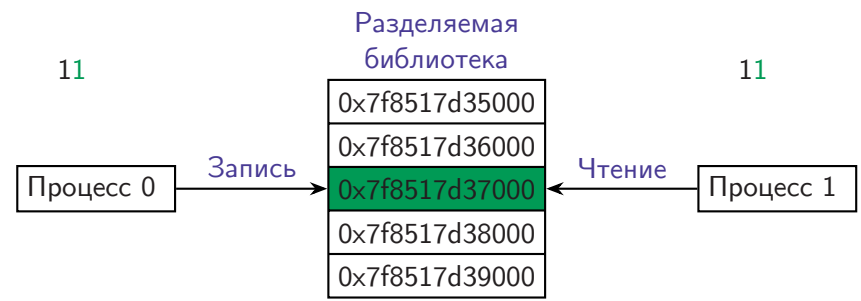 Разделяемая
библиотека
11
11
0x7f8517d35000
0x7f8517d36000
Процесс 0
Запись
0x7f8517d37000
Чтение
Процесс 1
0x7f8517d38000
0x7f8517d39000